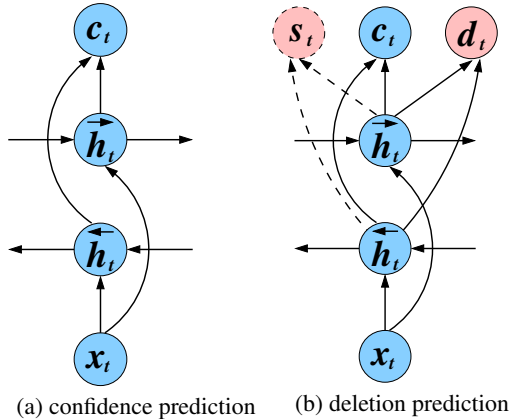 c_t
s_t c_t d_t
→h_t →h_t
←h_t ←h_t
x_t x_t
(a) confidence prediction (b) deletion prediction